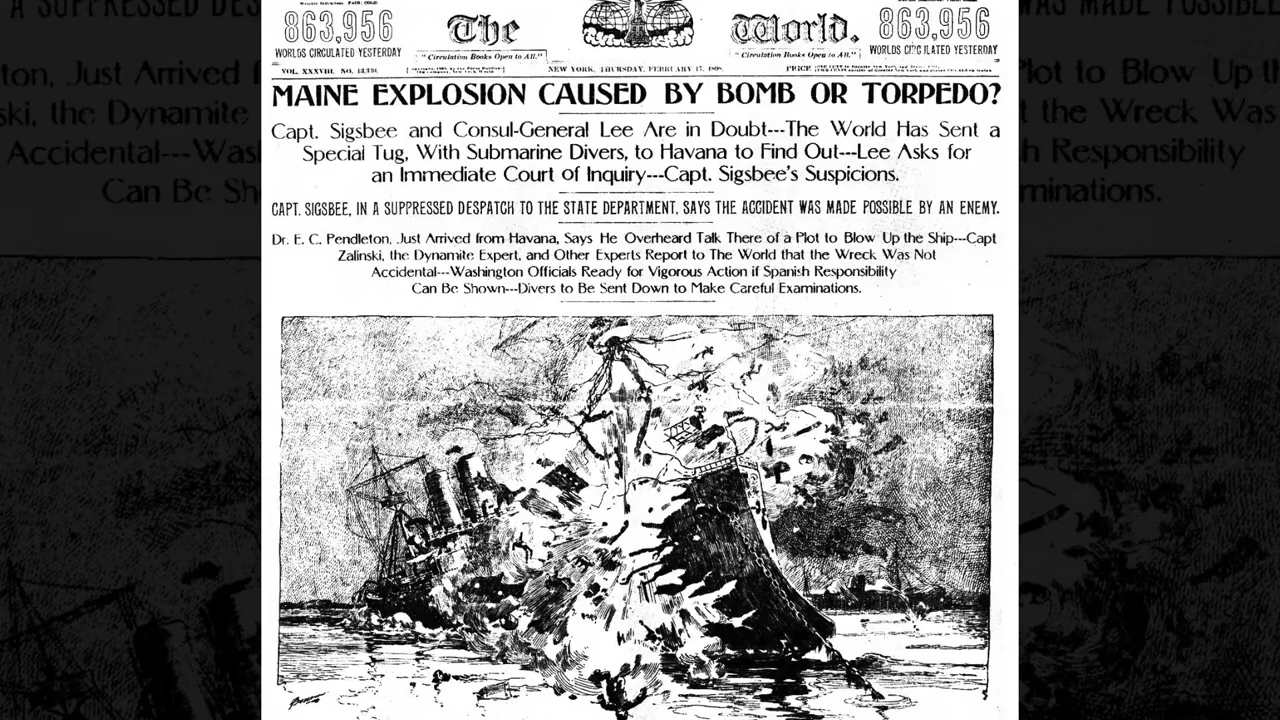 863,956
WORLDS CIRCULATED YESTERDAY
The World.
863,956
WORLDS CIRCULATED YESTERDAY
"Circulation Books Open to All."
"Circulation Books Open to All."
VOL. XXXVIII. NO.
NEW YORK, THURSDAY, FEBRUARY 17, 1898.
PRICE
MAINE EXPLOSION CAUSED BY BOMB OR TORPEDO?
Capt. Sigsbee and Consul-General Lee Are in Doubt---The World Has Sent a
Special Tug, With Submarine Divers, to Havana to Find Out---Lee Asks for
an Immediate Court of Inquiry---Capt. Sigsbee's Suspicions.
CAPT. SIGSBEE, IN A SUPPRESSED DESPATCH TO THE STATE DEPARTMENT, SAYS THE ACCIDENT WAS MADE POSSIBLE BY AN ENEMY.
Dr. E. C. Pendleton, Just Arrived from Havana, Says He Overheard Talk There of a Plot to Blow Up the Ship---Capt
Zalinski, the Dynamite Expert, and Other Experts Report to The World that the Wreck Was Not
Accidental---Washington Officials Ready for Vigorous Action if Spanish Responsibility
Can Be Shown---Divers to Be Sent Down to Make Careful Examinations.